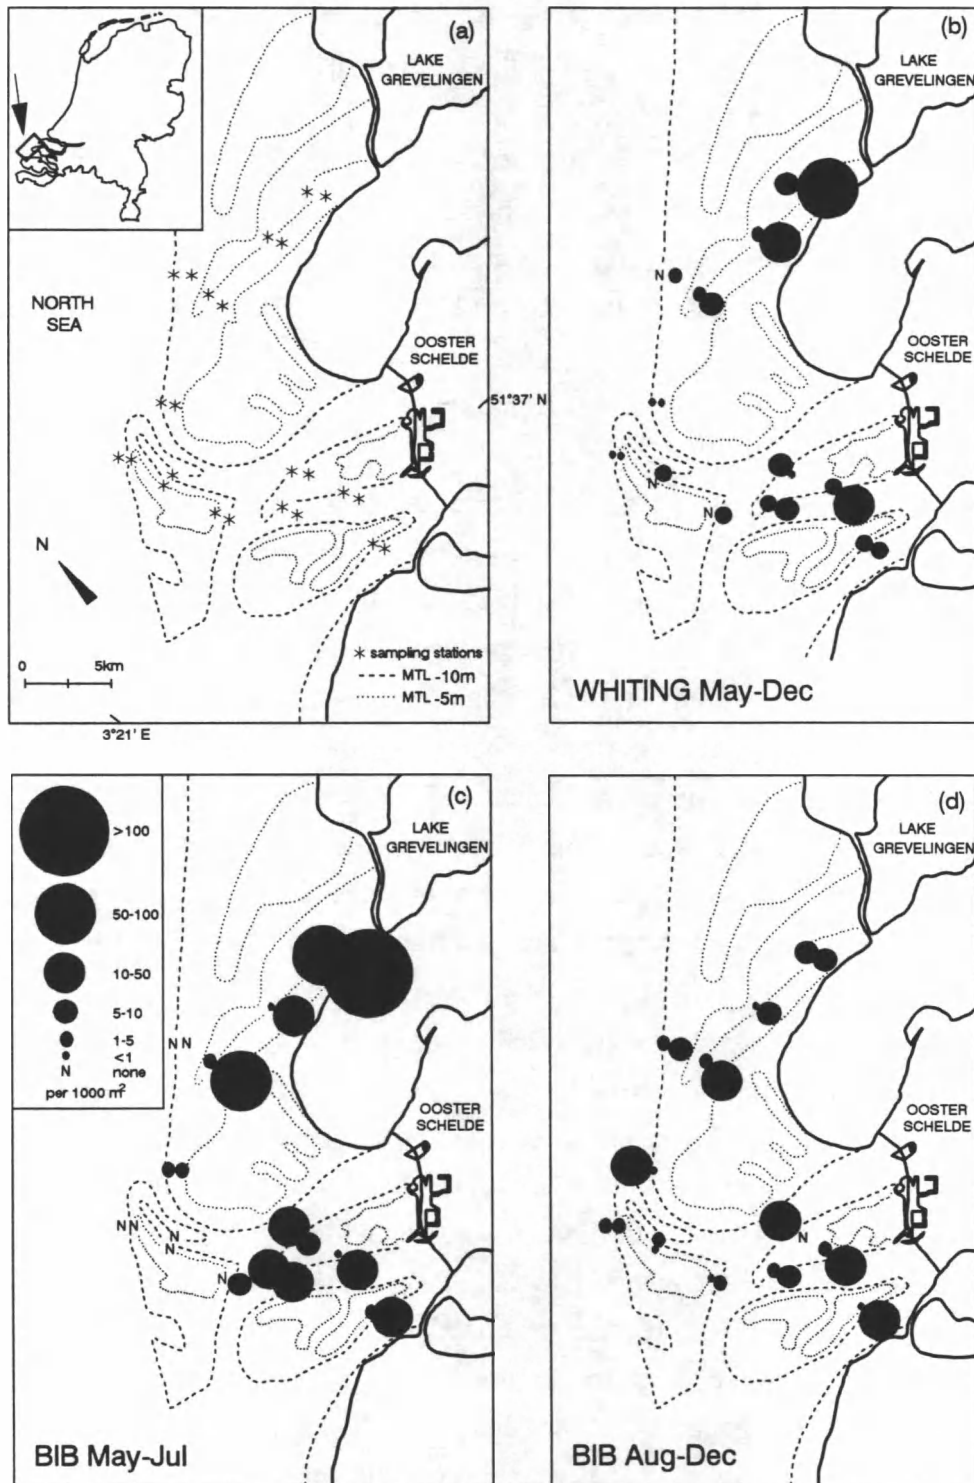 (a)
LAKE
GREVELINGEN
NORTH
SEA
OOSTER
SCHELDE
51°37' N
N
0 5km
* sampling stations
MTL -10m
MTL -5m
3°21' E
(b)
LAKE
GREVELINGEN
N
OOSTER
SCHELDE
N
N
WHITING May-Dec
(c)
>100
50-100
10-50
5-10
1-5
<1
N none
per 1000 m²
LAKE
GREVELINGEN
N N
OOSTER
SCHELDE
N N
N
N
N
BIB May-Jul
(d)
LAKE
GREVELINGEN
OOSTER
SCHELDE
N
BIB Aug-Dec